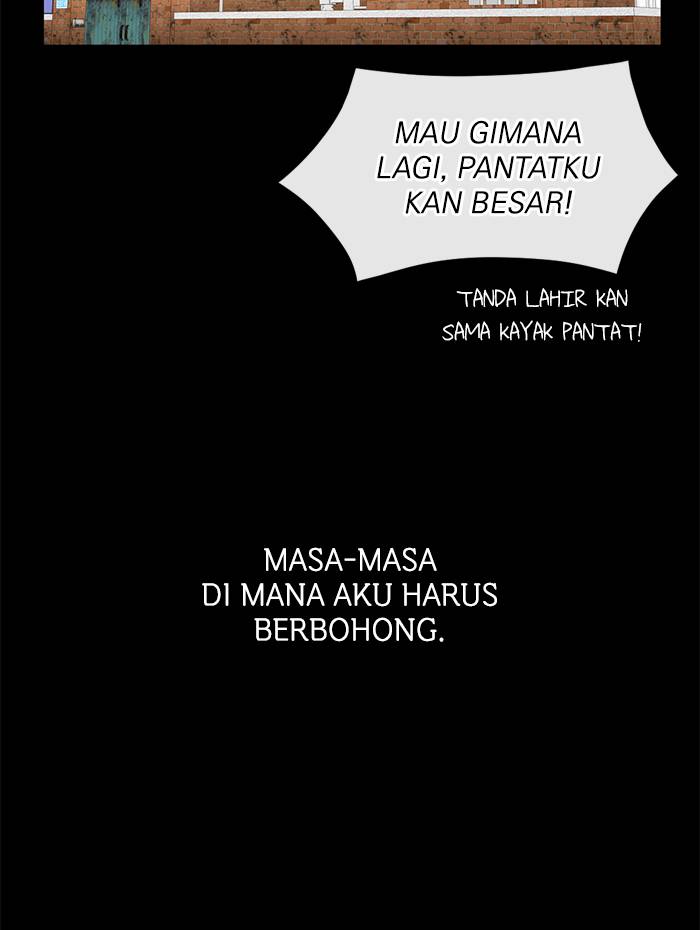 MAU GIMANA
LAGI, PANTATKU
KAN BESAR!
TANDA LAHIR KAN
SAMA KAYAK PANTAT!
MASA-MASA
DI MANA AKU HARUS
BERBOHONG.